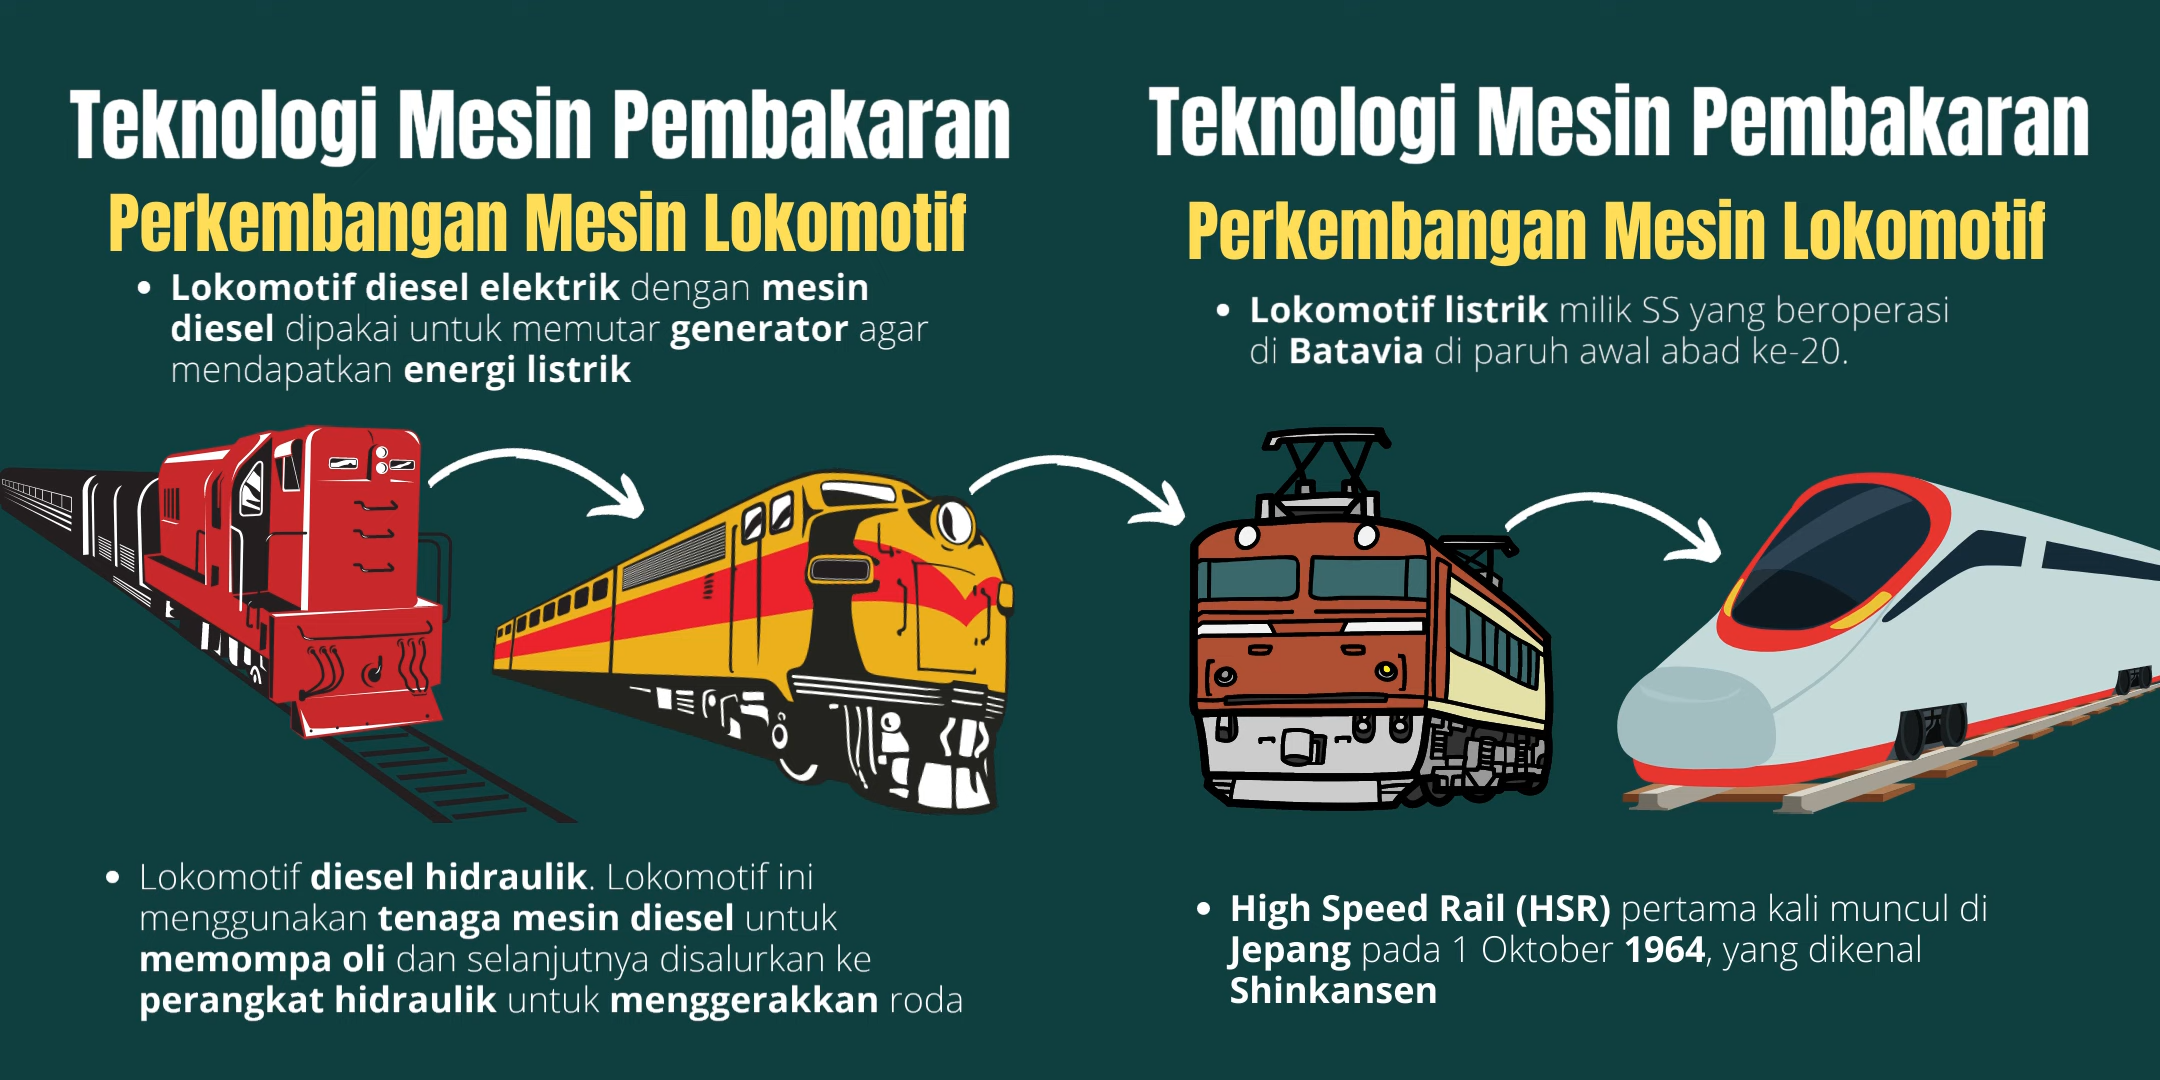 Teknologi Mesin Pembakaran
Perkembangan Mesin Lokomotif
• Lokomotif diesel elektrik dengan mesin
diesel dipakai untuk memutar generator agar
mendapatkan energi listrik
• Lokomotif diesel hidraulik. Lokomotif ini
menggunakan tenaga mesin diesel untuk
memompa oli dan selanjutnya disalurkan ke
perangkat hidraulik untuk menggerakkan roda
Teknologi Mesin Pembakaran
Perkembangan Mesin Lokomotif
• Lokomotif listrik milik SS yang beroperasi
di Batavia di paruh awal abad ke-20.
• High Speed Rail (HSR) pertama kali muncul di
Jepang pada 1 Oktober 1964, yang dikenal
Shinkansen